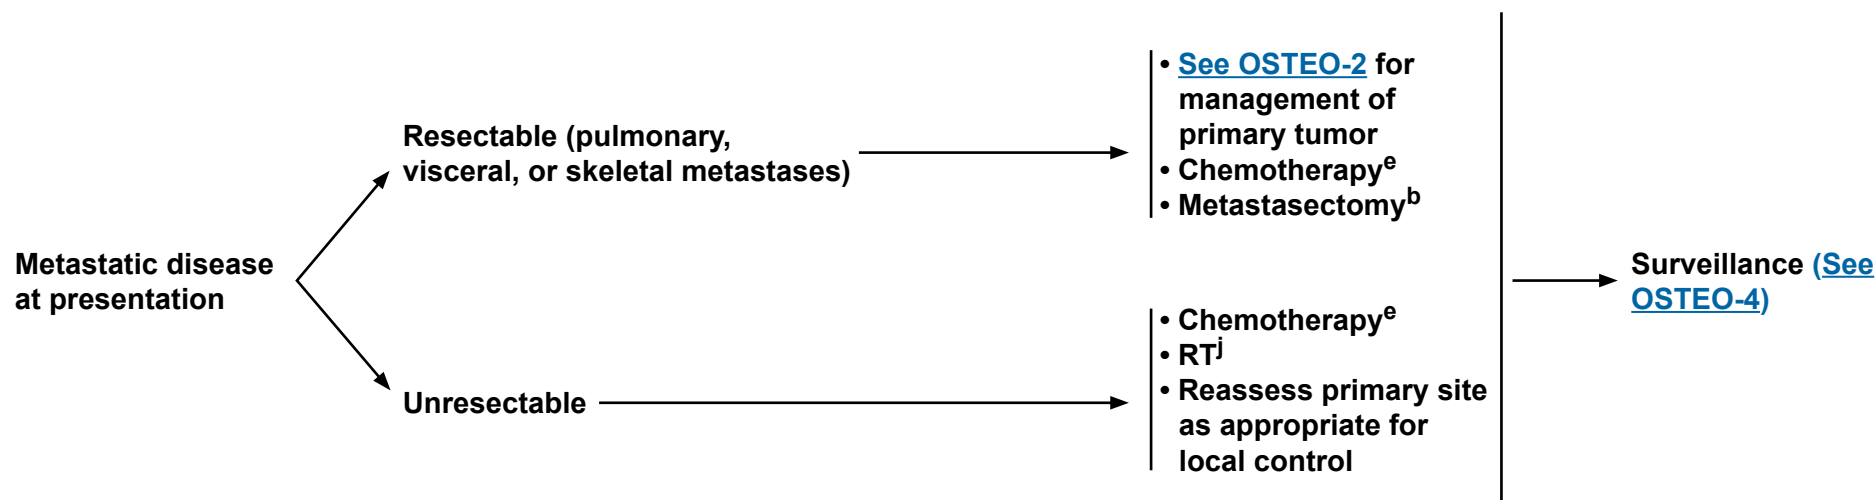 Metastatic disease
at presentation
Resectable (pulmonary,
visceral, or skeletal metastases)
• See OSTEO-2 for
management of
primary tumor
• Chemotherapyᵉ
• Metastasectomyᵇ
Unresectable
• Chemotherapyᵉ
• RTʲ
• Reassess primary site
as appropriate for
local control
Surveillance (See
OSTEO-4)